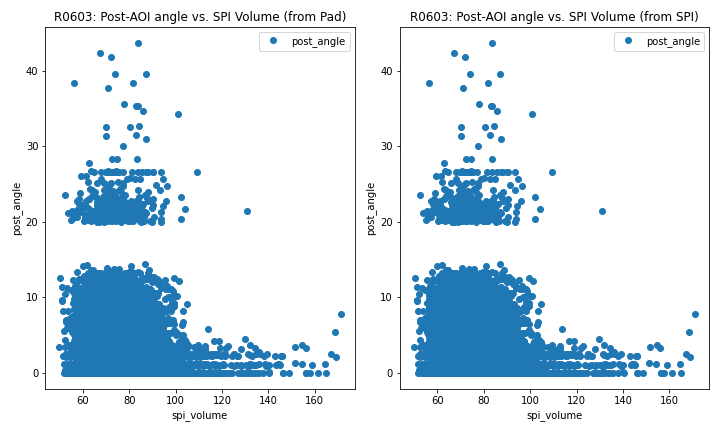 R0603: Post-AOI angle vs. SPI Volume (from Pad)
post_angle
post_angle
40
30
20
10
0
60
80
100
120
140
160
spi_volume
R0603: Post-AOI angle vs. SPI Volume (from SPI)
post_angle
post_angle
40
30
20
10
0
60
80
100
120
140
160
spi_volume